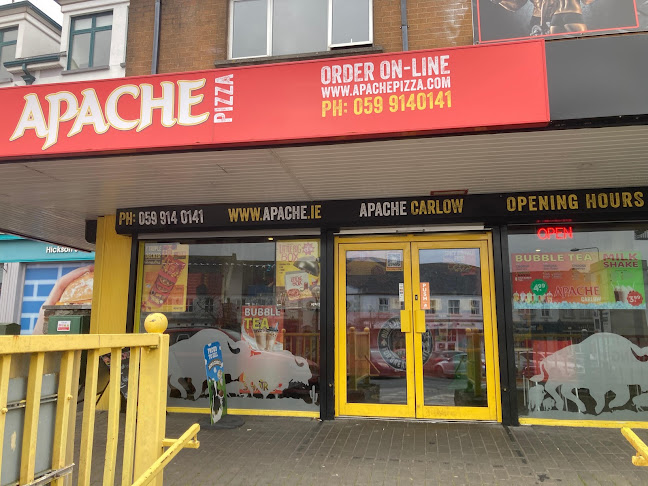 APACHE
PIZZA
ORDER ON-LINE
WWW.APACHEPIZZA.COM
PH: 059 9140141
PH: 059 914 0141
WWW.APACHE.IE
APACHE CARLOW
OPENING HOURS
Hickson
OPEN
BUBBLE TEA
MILK
SHAKE
APACHE
CARLOW
BUBBLE
TEA